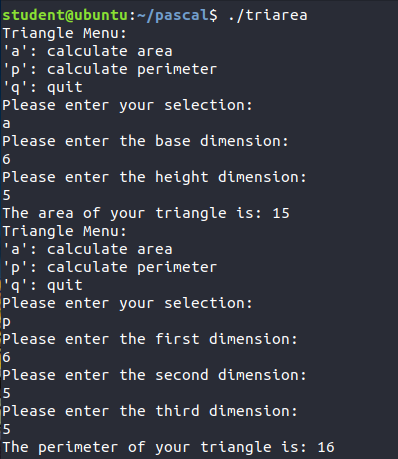 student@ubuntu:~/pascal$ ./triarea
Triangle Menu:
'a': calculate area
'p': calculate perimeter
'q': quit
Please enter your selection:
a
Please enter the base dimension:
6
Please enter the height dimension:
5
The area of your triangle is: 15
Triangle Menu:
'a': calculate area
'p': calculate perimeter
'q': quit
Please enter your selection:
p
Please enter the first dimension:
6
Please enter the second dimension:
5
Please enter the third dimension:
5
The perimeter of your triangle is: 16